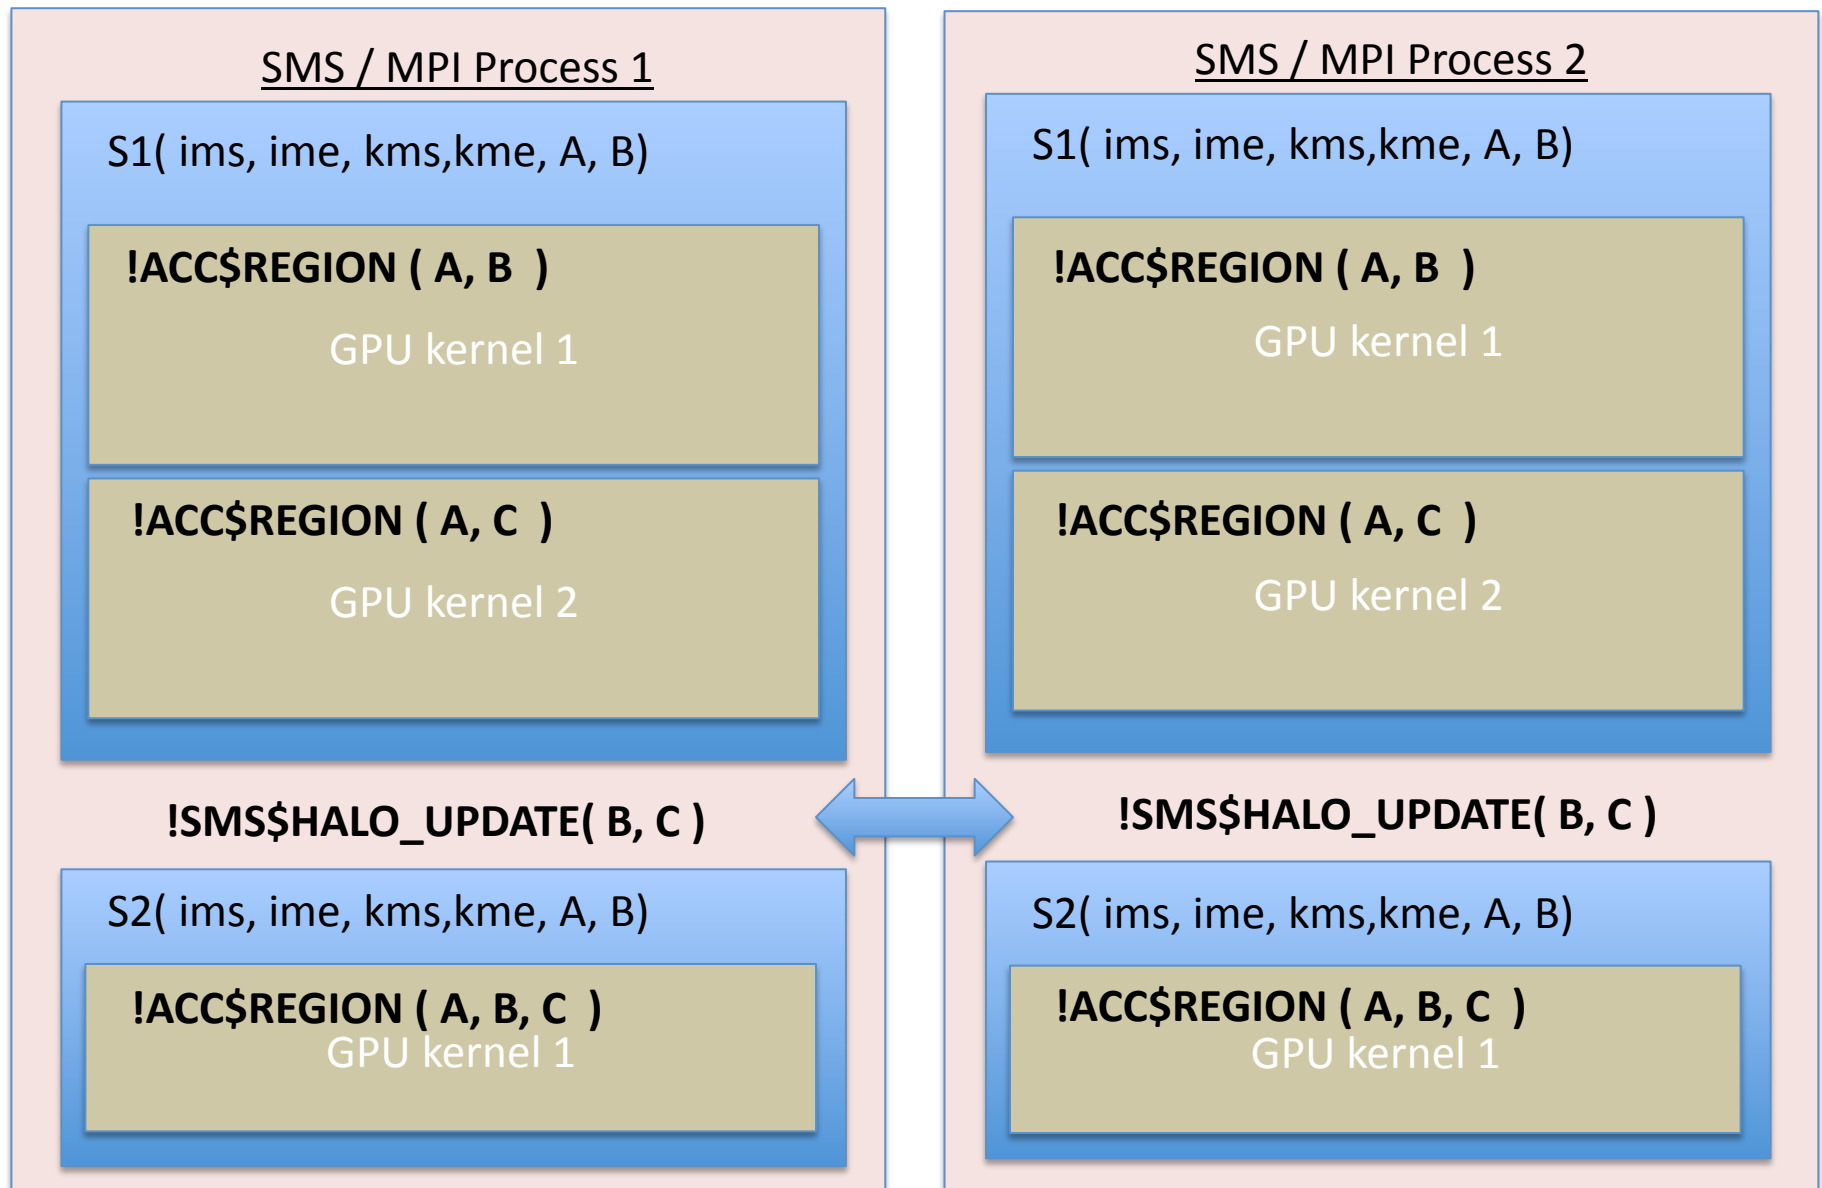 SMS / MPI Process 1
S1( ims, ime, kms,kme, A, B)
!ACC$REGION ( A, B )
GPU kernel 1
!ACC$REGION ( A, C )
GPU kernel 2
!SMS$HALO_UPDATE( B, C )
S2( ims, ime, kms,kme, A, B)
!ACC$REGION ( A, B, C )
GPU kernel 1
SMS / MPI Process 2
S1( ims, ime, kms,kme, A, B)
!ACC$REGION ( A, B )
GPU kernel 1
!ACC$REGION ( A, C )
GPU kernel 2
!SMS$HALO_UPDATE( B, C )
S2( ims, ime, kms,kme, A, B)
!ACC$REGION ( A, B, C )
GPU kernel 1